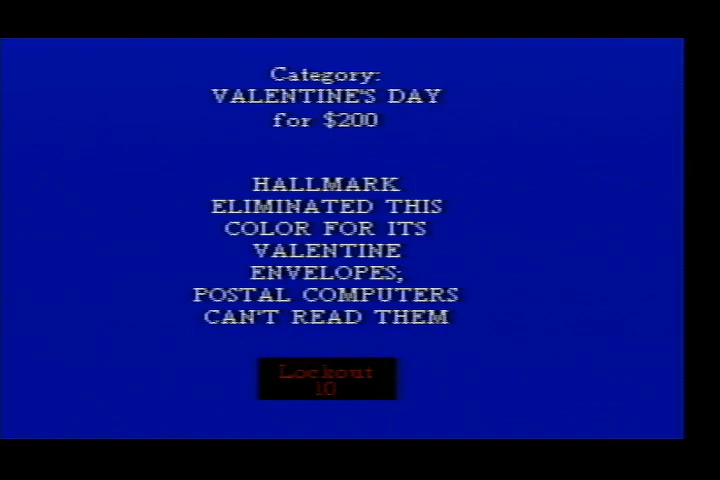 Category:
VALENTINE'S DAY
for $200
HALLMARK
ELIMINATED THIS
COLOR FOR ITS
VALENTINE
ENVELOPES;
POSTAL COMPUTERS
CAN'T READ THEM
Lockout
10